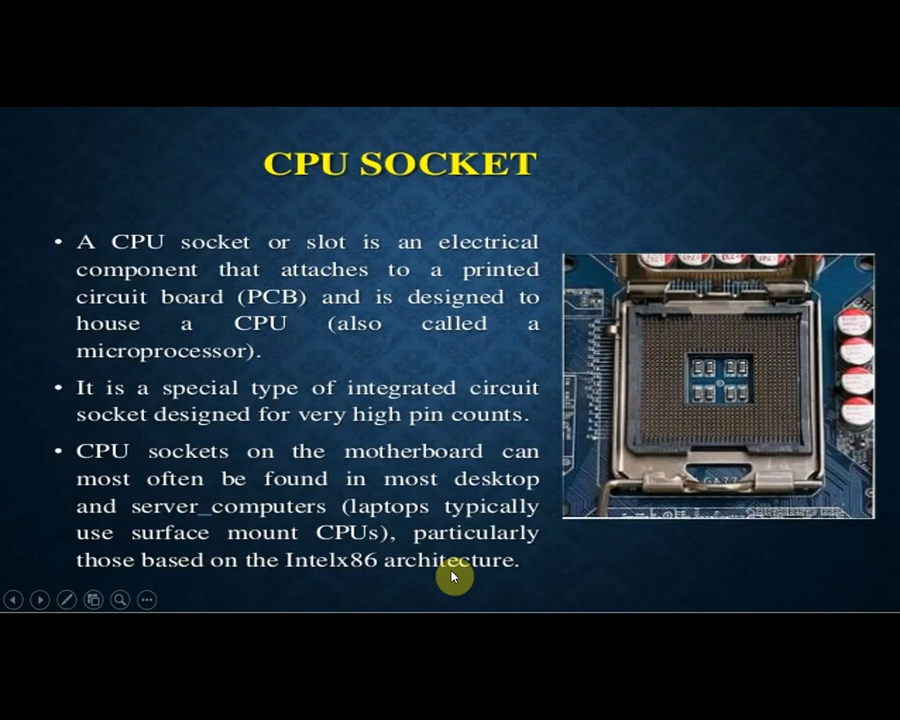 CPU SOCKET
• A CPU socket or slot is an electrical
component that attaches to a printed
circuit board (PCB) and is designed to
house a CPU (also called a
microprocessor).
• It is a special type of integrated circuit
socket designed for very high pin counts.
• CPU sockets on the motherboard can
most often be found in most desktop
and server_computers (laptops typically
use surface mount CPUs), particularly
those based on the Intelx86 architecture.